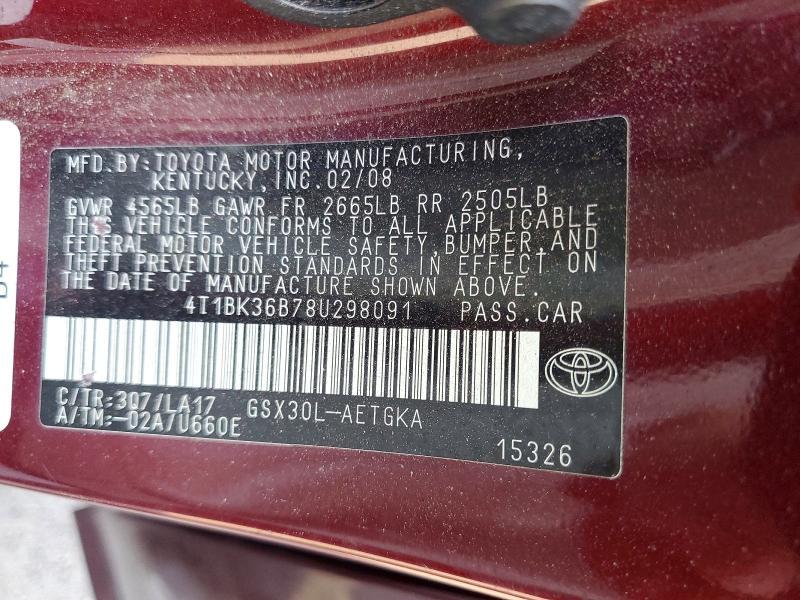 MFD.BY:TOYOTA MOTOR MANUFACTURING,
KENTUCKY,INC.02/08
GVWR 4565LB GAWR FR 2665LB RR 2505LB
THIS VEHICLE CONFORMS TO ALL APPLICABLE
FEDERAL MOTOR VEHICLE SAFETY,BUMPER,AND
THEFT PREVENTION STANDARDS IN EFFECT ON
THE DATE OF MANUFACTURE SHOWN ABOVE.
4T1BK36B78U298091 PASS.CAR
C/TR:3Q7/LA17 GSX30L-AETGKA
A/TM:-02A/U660E
15326